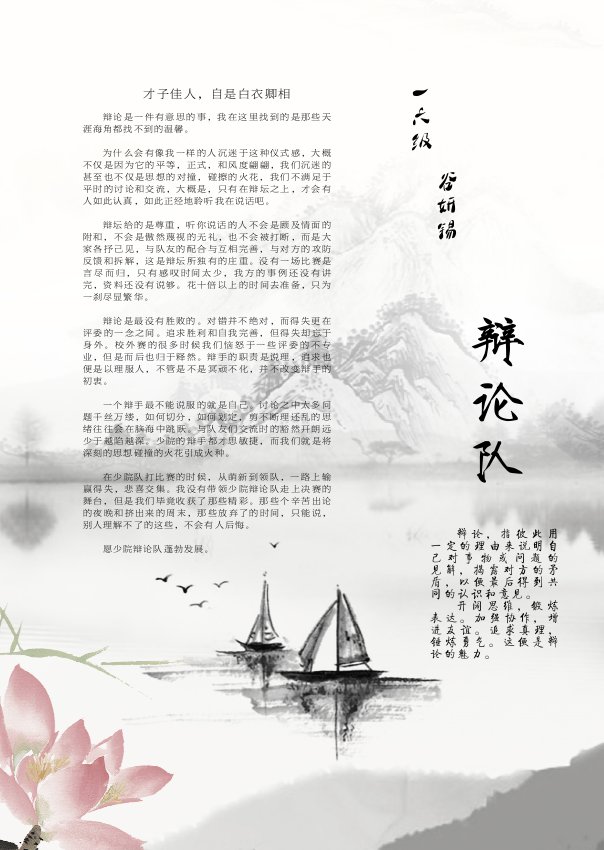 才子佳人，自是白衣卿相
辩论是一件有意思的事，我在这里找到的是那些天
涯海角都找不到的温馨。
为什么会有像我一样的人沉迷于这种仪式感，大概
不仅是因为它的平等，正式，和风度翩翩，我们沉迷的
甚至也不仅是思想的对撞，碰擦的火花，我们不满足于
平时的讨论和交流，大概是，只有在辩坛之上，才会有
人如此认真，如此正经地聆听我在说话吧。
辩坛给的是尊重，听你说话的人不会是顾及情面的
附和，不会是傲然蔑视的无礼，也不会被打断，而是大
家各抒己见，与队友的配合与互相完善，与对方的攻防
反馈和拆解，这是辩坛所独有的庄重。没有一场比赛是
言尽而归，只有感叹时间太少，我方的事例还没有讲
完，资料还没有说够。花十倍以上的时间去准备，只为
一刹尽显繁华。
辩论是最没有胜败的。对错并不绝对，而得失更在
评委的一念之间。追求胜利和自我完善，但得失却忘于
身外。校外赛的很多时候我们恼怒于一些评委的不专
业，但是而后也归于释然。辩手的职责是说理，追求也
便是以理服人，不管是不是冥顽不化，并不改变辩手的
初衷。
一个辩手最不能说服的就是自己。讨论之中太多问
题千丝万缕，如何切分，如何划定，剪不断理还乱的思
绪往往会在脑海中跳跃。与队友们交流时的豁然开朗远
少于越陷越深。少院的辩手都才思敏捷，而我们就是将
深刻的思想碰撞的火花引成火种。
在少院队打比赛的时候，从萌新到领队，一路上输
赢得失，悲喜交集。我没有带领少院辩论队走上决赛的
舞台，但是我们毕竟收获了那些精彩。那些个辛苦出论
的夜晚和挤出来的周末，那些放弃了的时间，只能说，
别人理解不了的这些，不会有人后悔。
愿少院辩论队蓬勃发展。
一六级
谷妍锡
辩论队
辩论，指彼此用
一定的理由来说明自
己对事物或问题的
见解，揭露对方的矛
盾，以便最后得到共
同的认识和意见。
开阔思维，锻炼
表达。加强协作，增
进友谊。追求真理，
锤炼勇气。这便是辩
论的魅力。